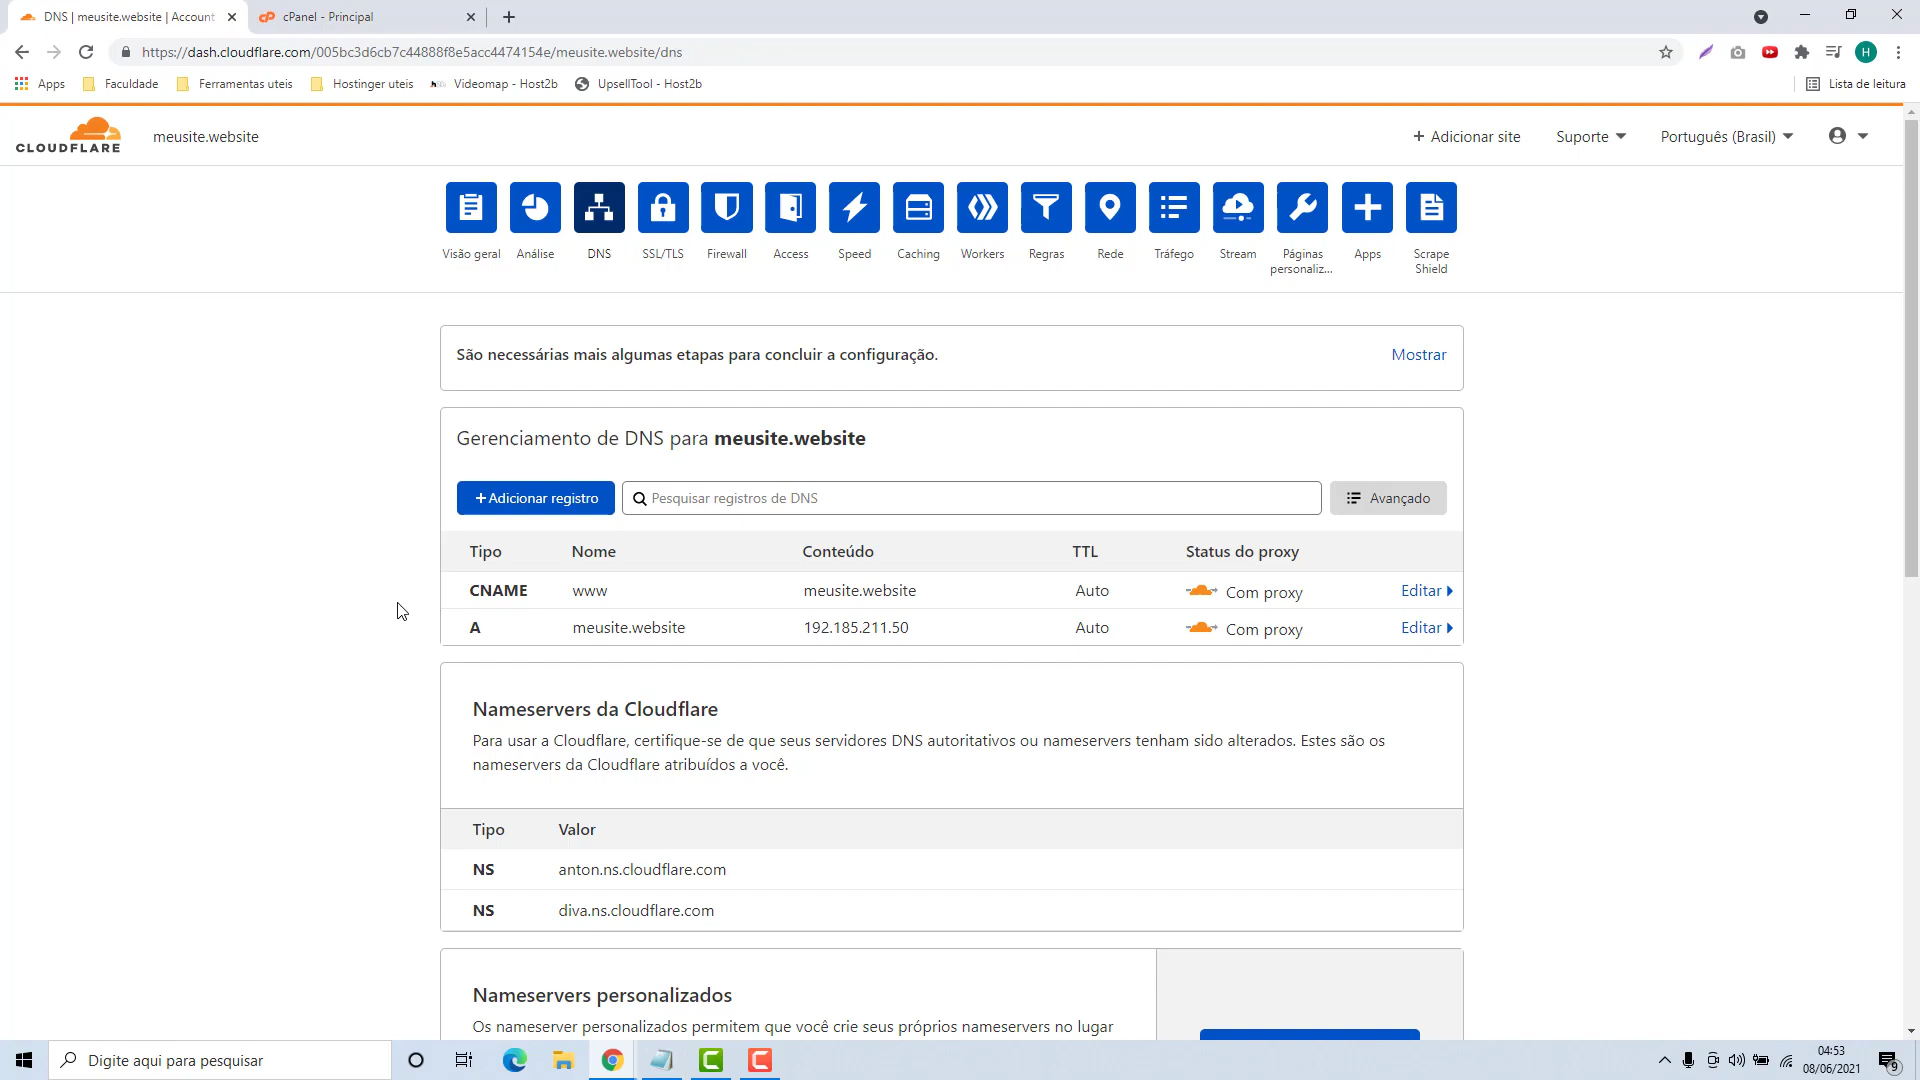 DNS | meusite.website | Account
cPanel - Principal
https://dash.cloudflare.com/005bc3d6cb7c44888f8e5acc4474154e/meusite.website/dns
H
Apps
Faculdade
Ferramentas uteis
Hostinger uteis
Videomap - Host2b
UpsellTool - Host2b
Lista de leitura
CLOUDFLARE
meusite.website
+ Adicionar site
Suporte
Português (Brasil)
Visão geral
Análise
DNS
SSL/TLS
Firewall
Access
Speed
Caching
Workers
Regras
Rede
Tráfego
Stream
Páginas
personaliz...
Apps
Scrape
Shield
São necessárias mais algumas etapas para concluir a configuração.
Mostrar
Gerenciamento de DNS para meusite.website
+ Adicionar registro
Pesquisar registros de DNS
Avançado
Tipo Nome Conteúdo TTL Status do proxy
CNAME www meusite.website Auto Com proxy Editar
A meusite.website 192.185.211.50 Auto Com proxy Editar
Nameservers da Cloudflare
Para usar a Cloudflare, certifique-se de que seus servidores DNS autoritativos ou nameservers tenham sido alterados. Estes são os
nameservers da Cloudflare atribuídos a você.
Tipo Valor
NS anton.ns.cloudflare.com
NS diva.ns.cloudflare.com
Nameservers personalizados
Os nameserver personalizados permitem que você crie seus próprios nameservers no lugar
Digite aqui para pesquisar
04:53
08/06/2021
9